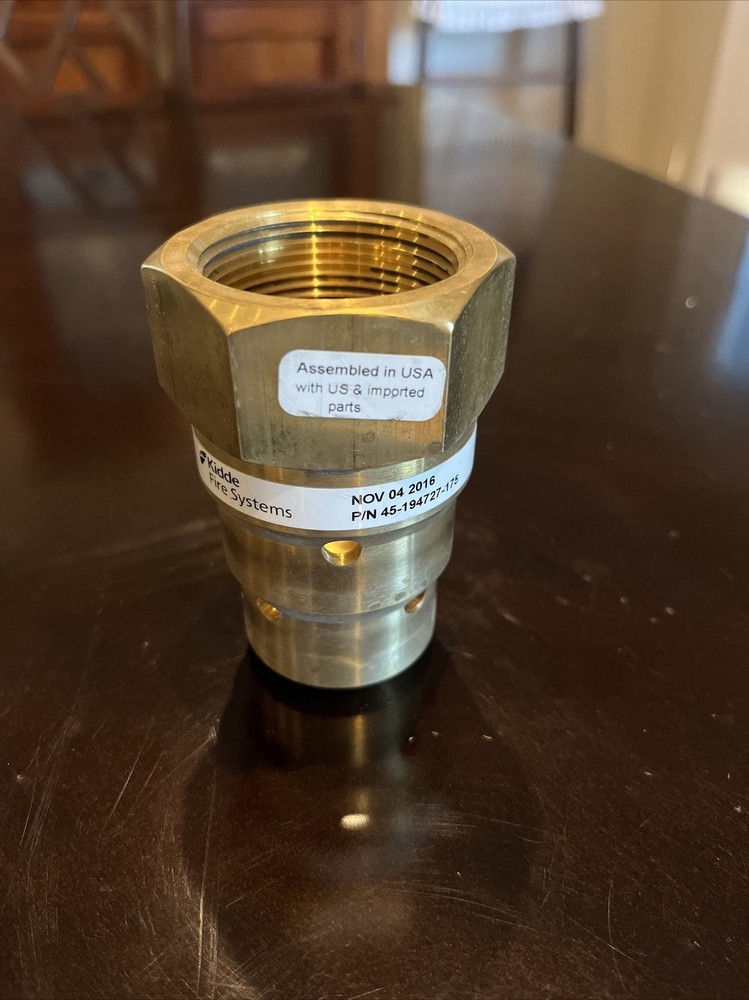 Assembled in USA
with US & imported
parts
Kidde
Fire Systems
NOV 04 2016
P/N 45-194727-175